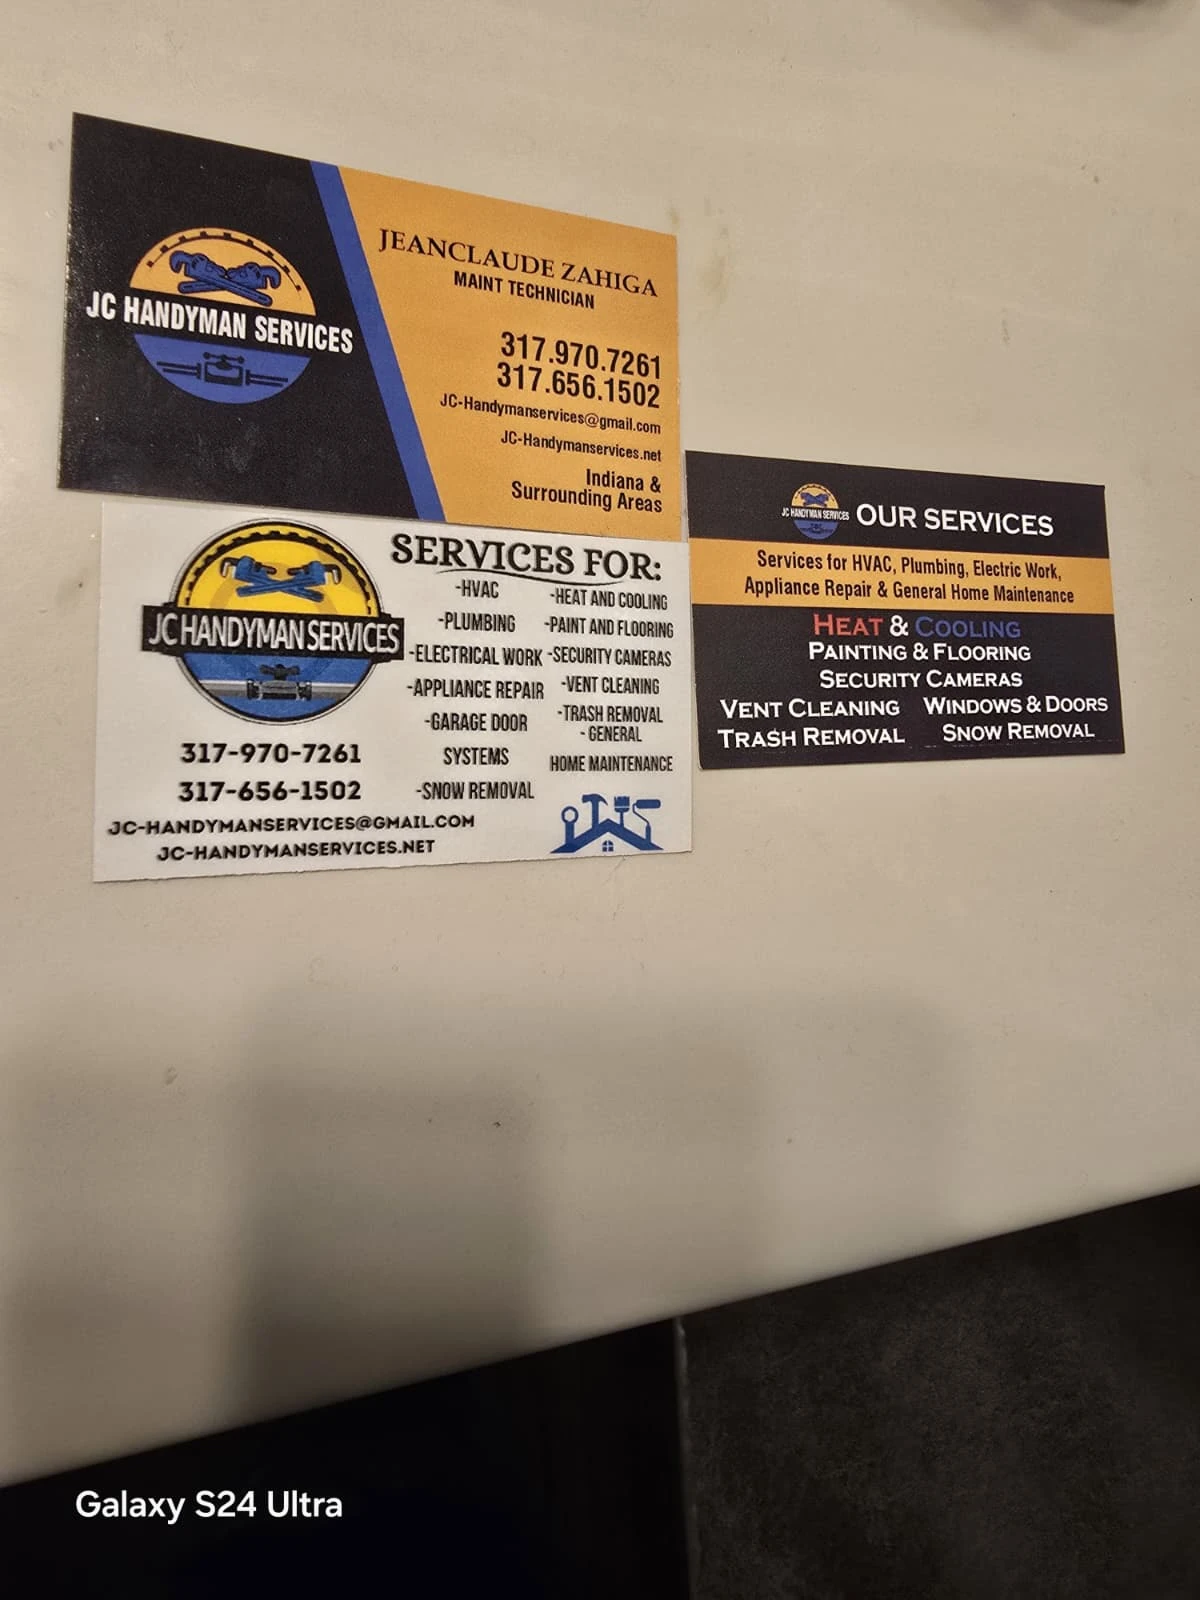 JC HANDYMAN SERVICES
JEANCLAUDE ZAHIGA
MAINT TECHNICIAN
317.970.7261
317.656.1502
JC-Handymanservices@gmail.com
JC-Handymanservices.net
Indiana &
Surrounding Areas
JC HANDYMAN SERVICES
317-970-7261
317-656-1502
JC-HANDYMANSERVICES@GMAIL.COM
JC-HANDYMANSERVICES.NET
SERVICES FOR:
-HVAC
-PLUMBING
-ELECTRICAL WORK
-APPLIANCE REPAIR
-GARAGE DOOR
SYSTEMS
-SNOW REMOVAL
-HEAT AND COOLING
-PAINT AND FLOORING
-SECURITY CAMERAS
-VENT CLEANING
-TRASH REMOVAL
- GENERAL
HOME MAINTENANCE
JC HANDYMAN SERVICES
OUR SERVICES
Services for HVAC, Plumbing, Electric Work,
Appliance Repair & General Home Maintenance
HEAT & COOLING
PAINTING & FLOORING
SECURITY CAMERAS
VENT CLEANING WINDOWS & DOORS
TRASH REMOVAL SNOW REMOVAL
Galaxy S24 Ultra